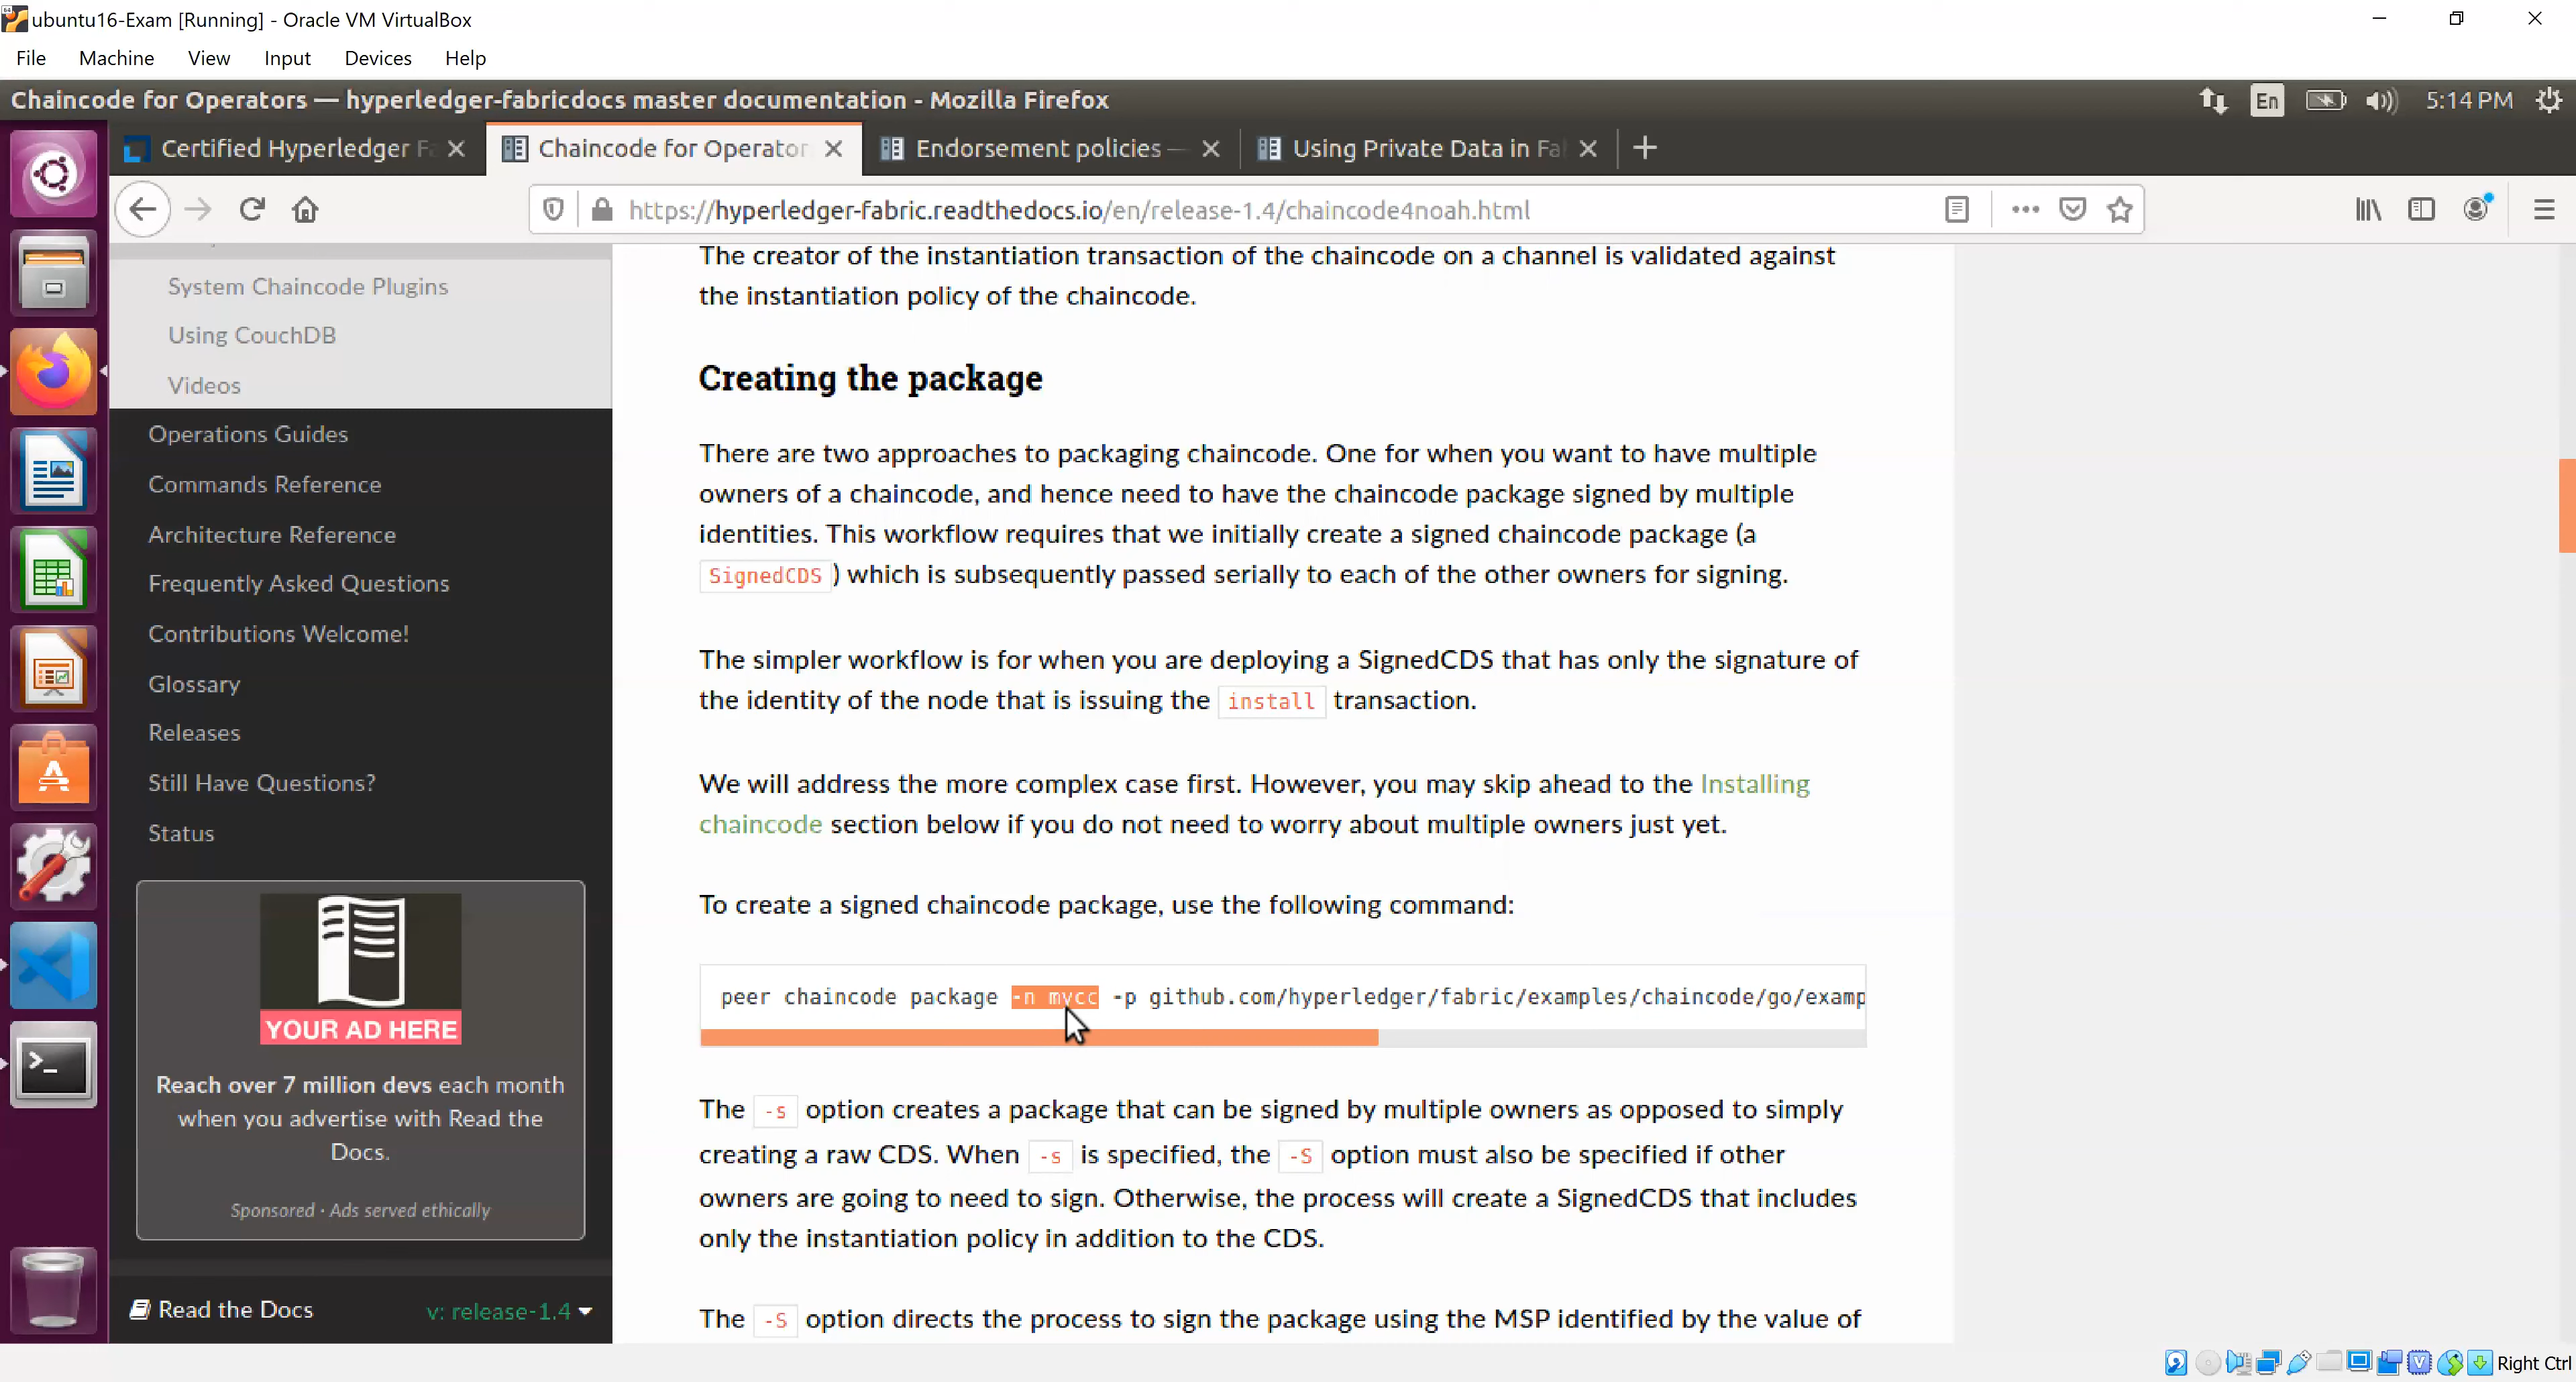 ubuntu16-Exam [Running] - Oracle VM VirtualBox
File Machine View Input Devices Help
Chaincode for Operators — hyperledger-fabricdocs master documentation - Mozilla Firefox
En
5:14 PM
Certified Hyperledger Fa
Chaincode for Operator
Endorsement policies —
Using Private Data in Fa
https://hyperledger-fabric.readthedocs.io/en/release-1.4/chaincode4noah.html
System Chaincode Plugins
Using CouchDB
Videos
Operations Guides
Commands Reference
Architecture Reference
Frequently Asked Questions
Contributions Welcome!
Glossary
Releases
Still Have Questions?
Status
YOUR AD HERE
Reach over 7 million devs each month
when you advertise with Read the
Docs.
Sponsored · Ads served ethically
Read the Docs
v: release-1.4
The creator of the instantiation transaction of the chaincode on a channel is validated against
the instantiation policy of the chaincode.
Creating the package
There are two approaches to packaging chaincode. One for when you want to have multiple
owners of a chaincode, and hence need to have the chaincode package signed by multiple
identities. This workflow requires that we initially create a signed chaincode package (a
SignedCDS ) which is subsequently passed serially to each of the other owners for signing.
The simpler workflow is for when you are deploying a SignedCDS that has only the signature of
the identity of the node that is issuing the install transaction.
We will address the more complex case first. However, you may skip ahead to the Installing
chaincode section below if you do not need to worry about multiple owners just yet.
To create a signed chaincode package, use the following command:
peer chaincode package -n mycc -p github.com/hyperledger/fabric/examples/chaincode/go/examp
The -s option creates a package that can be signed by multiple owners as opposed to simply
creating a raw CDS. When -s is specified, the -S option must also be specified if other
owners are going to need to sign. Otherwise, the process will create a SignedCDS that includes
only the instantiation policy in addition to the CDS.
The -S option directs the process to sign the package using the MSP identified by the value of
Right Ctrl